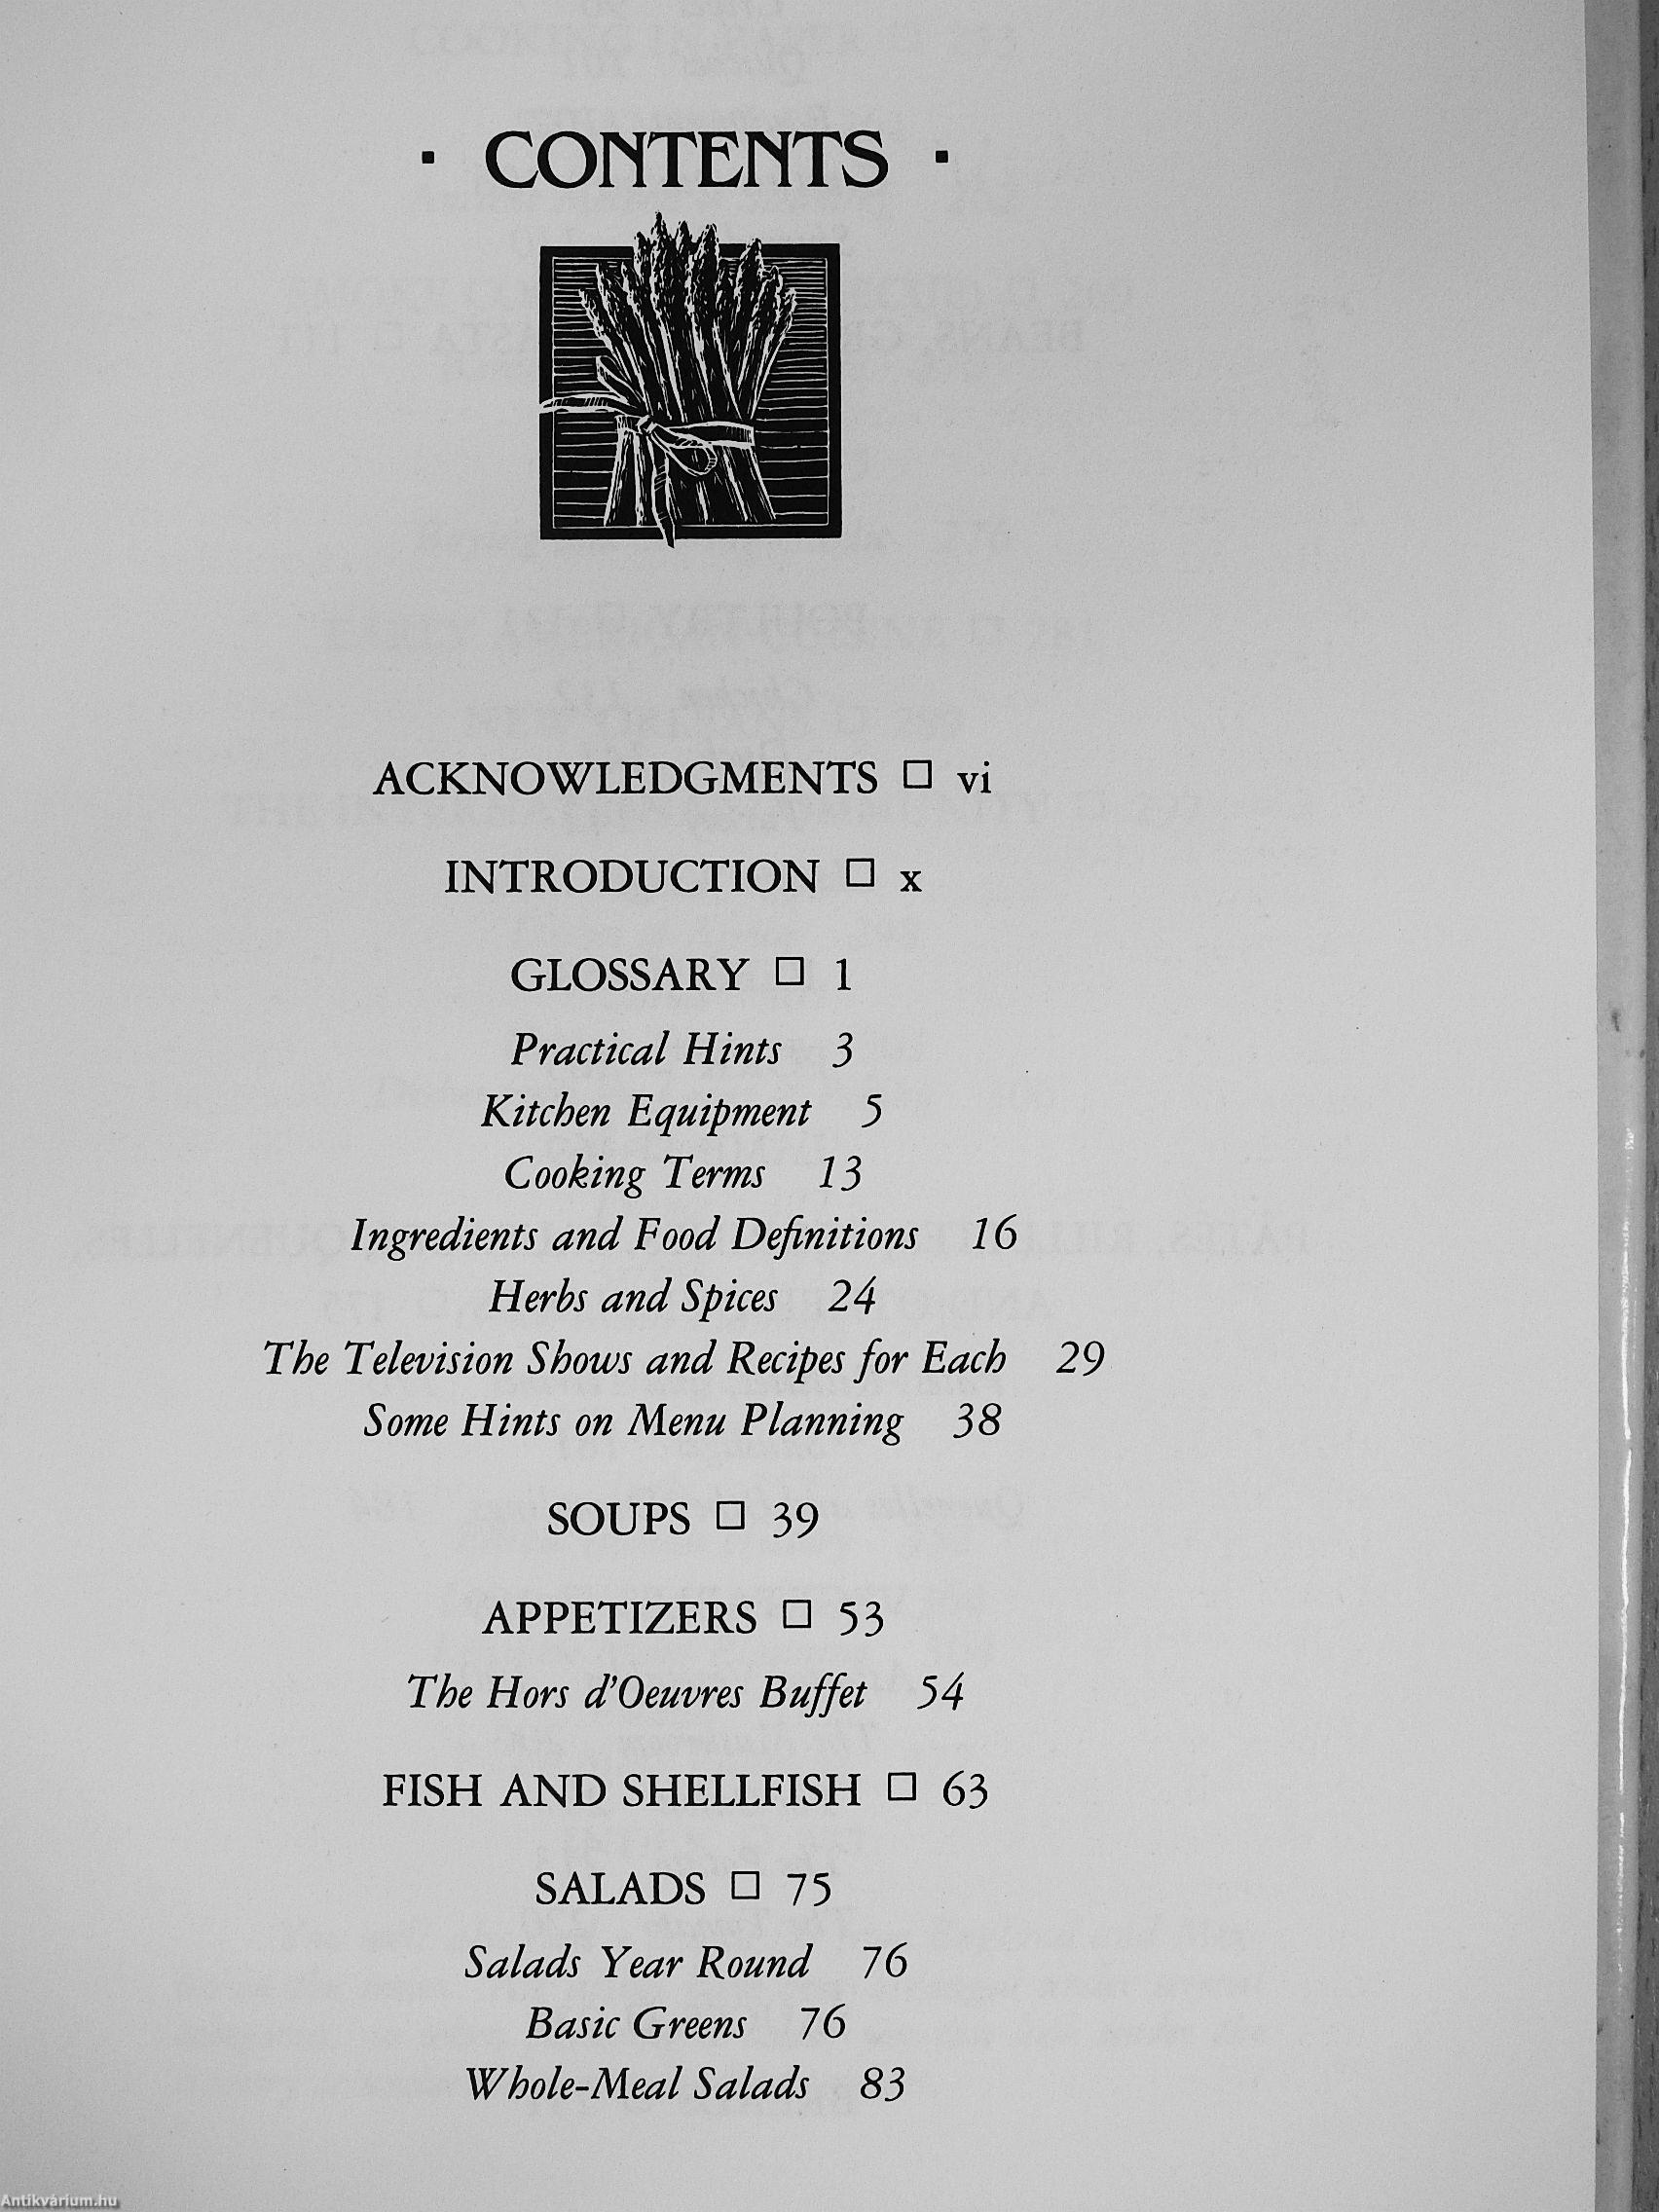 · CONTENTS ·
ACKNOWLEDGMENTS □ vi
INTRODUCTION □ x
GLOSSARY □ 1
Practical Hints 3
Kitchen Equipment 5
Cooking Terms 13
Ingredients and Food Definitions 16
Herbs and Spices 24
The Television Shows and Recipes for Each 29
Some Hints on Menu Planning 38
SOUPS □ 39
APPETIZERS □ 53
The Hors d'Oeuvres Buffet 54
FISH AND SHELLFISH □ 63
SALADS □ 75
Salads Year Round 76
Basic Greens 76
Whole-Meal Salads 83
Antikvárium.hu